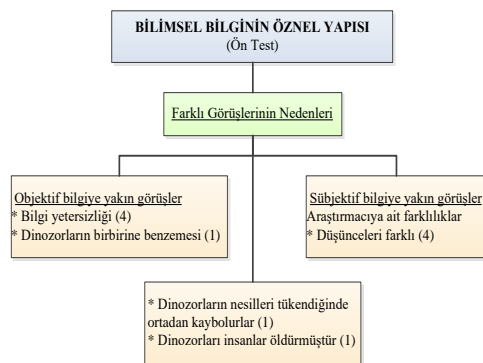 BİLİMSEL BİLGİNİN ÖZNEL YAPISI
(Ön Test)
Farklı Görüşlerinin Nedenleri
Objektif bilgiye yakın görüşler
* Bilgi yetersizliği (4)
* Dinozorların birbirine benzemesi (1)
Sübjektif bilgiye yakın görüşler
Araştırmacıya ait farklılıklar
* Düşünceleri farklı (4)
* Dinozorların nesilleri tükendiğinde
ortadan kaybolurlar (1)
* Dinozorları insanlar öldürmüştür (1)